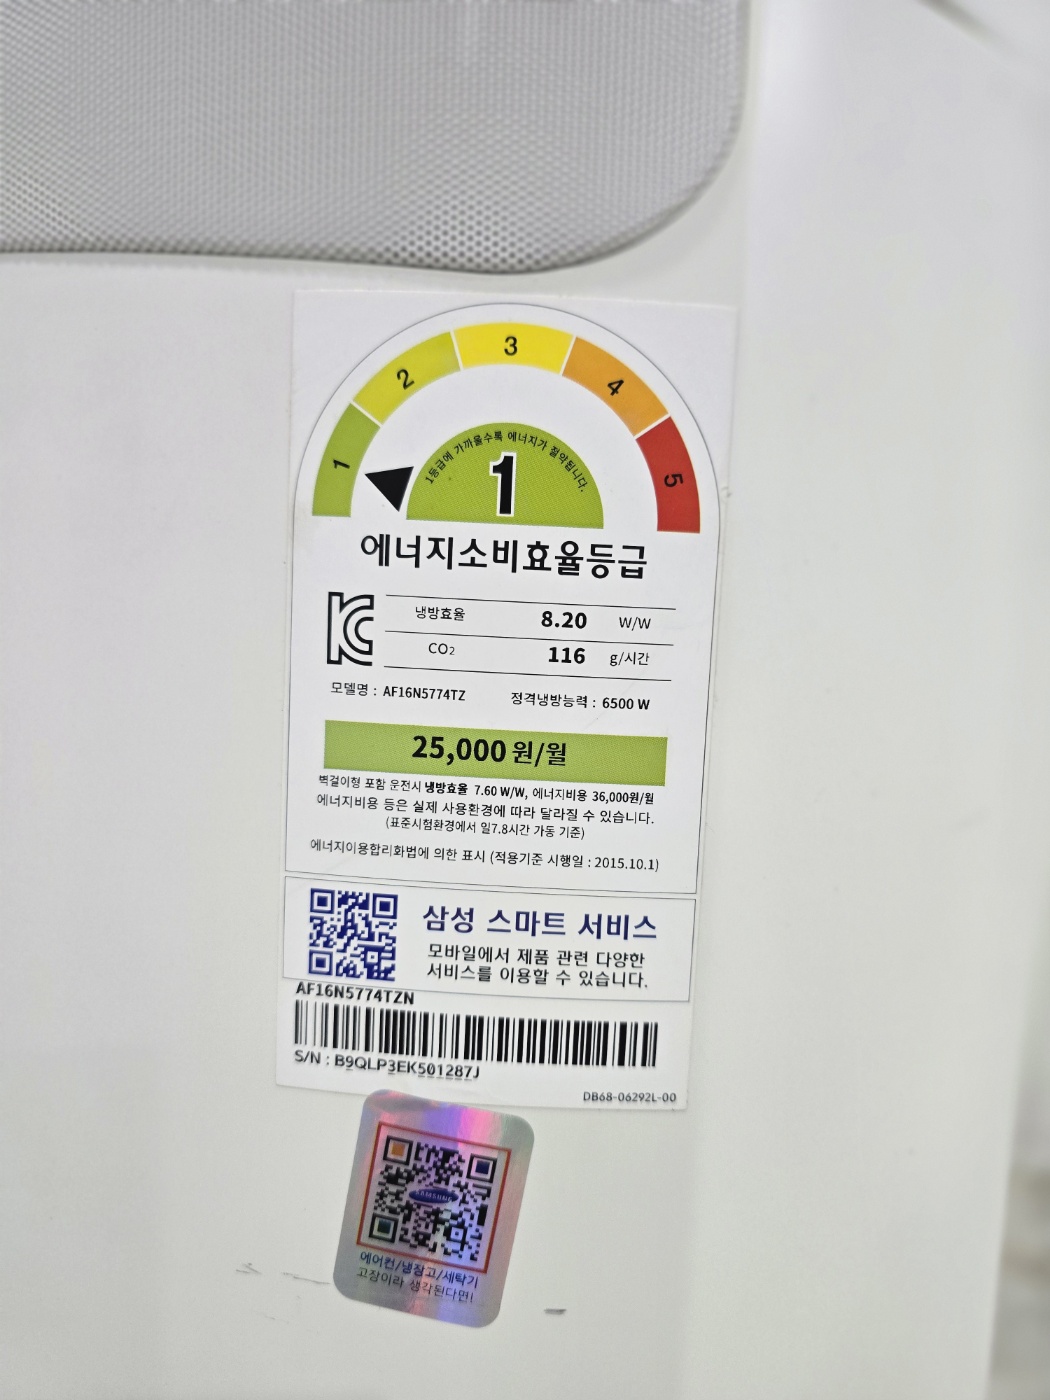 1
2
3
4
5
1등급에 가까울수록 에너지가 절약됩니다.
1
에너지소비효율등급
냉방효율 8.20 W/W
CO₂ 116 g/시간
모델명 : AF16N5774TZ 정격냉방능력 : 6500 W
25,000 원/월
벽걸이형 포함 운전시 냉방효율 7.60 W/W, 에너지비용 36,000원/월
에너지비용 등은 실제 사용환경에 따라 달라질 수 있습니다.
(표준시험환경에서 일7.8시간 가동 기준)
에너지이용합리화법에 의한 표시 (적용기준 시행일 : 2015.10.1)
삼성 스마트 서비스
모바일에서 제품 관련 다양한
서비스를 이용할 수 있습니다.
AF16N5774TZN
S/N : B9QLP3EK501287J
DB68-06292L-00
SAMSUNG
에어컨/냉장고/세탁기
고장이라 생각된다면!